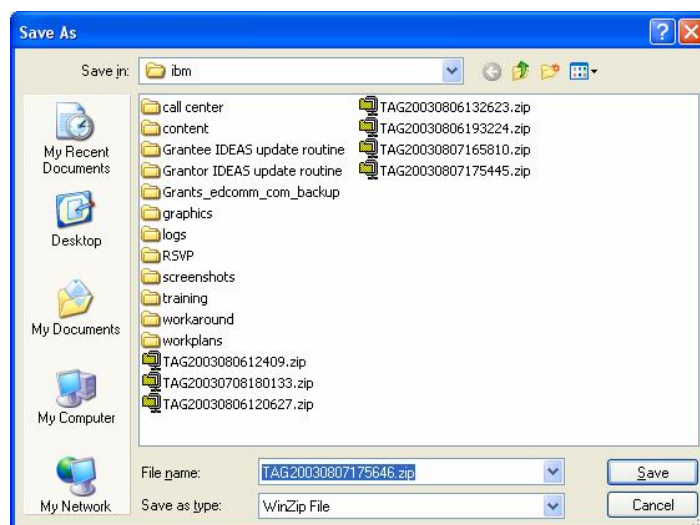 Save As
Save in:
ibm
My Recent
Documents
Desktop
My Documents
My Computer
My Network
call center
content
Grantee IDEAS update routine
Grantor IDEAS update routine
Grants_edcomm_com_backup
graphics
logs
RSVP
screenshots
training
workaround
workplans
TAG2003080612409.zip
TAG20030708180133.zip
TAG20030806120627.zip
TAG20030806132623.zip
TAG20030806193224.zip
TAG20030807165810.zip
TAG20030807175445.zip
File name:
TAG20030807175646.zip
Save
Save as type:
WinZip File
Cancel